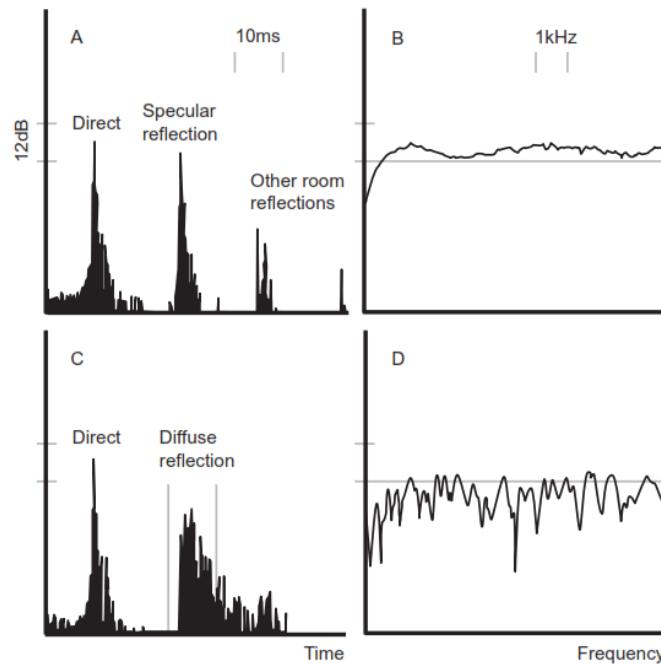 A
10ms
B
1kHz
12dB
Direct
Specular
reflection
Other room
reflections
C
Direct
Diffuse
reflection
Time
D
Frequency